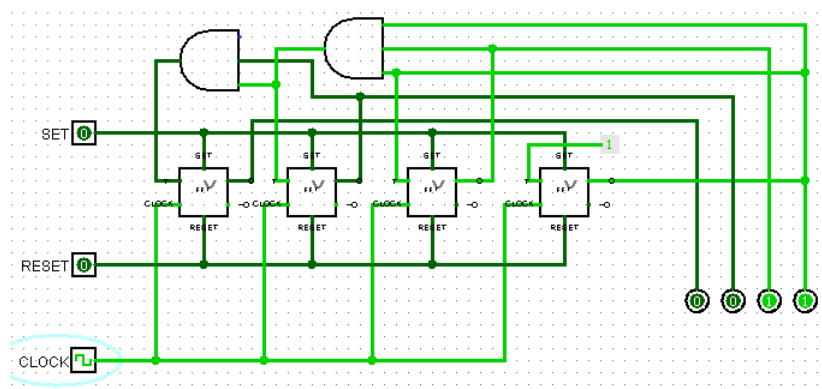 SET 0
1
SET SET SET SET
T T T T
CLOCK CLOCK CLOCK CLOCK
RESET RESET RESET RESET
RESET 0
0 0 1 1
CLOCK